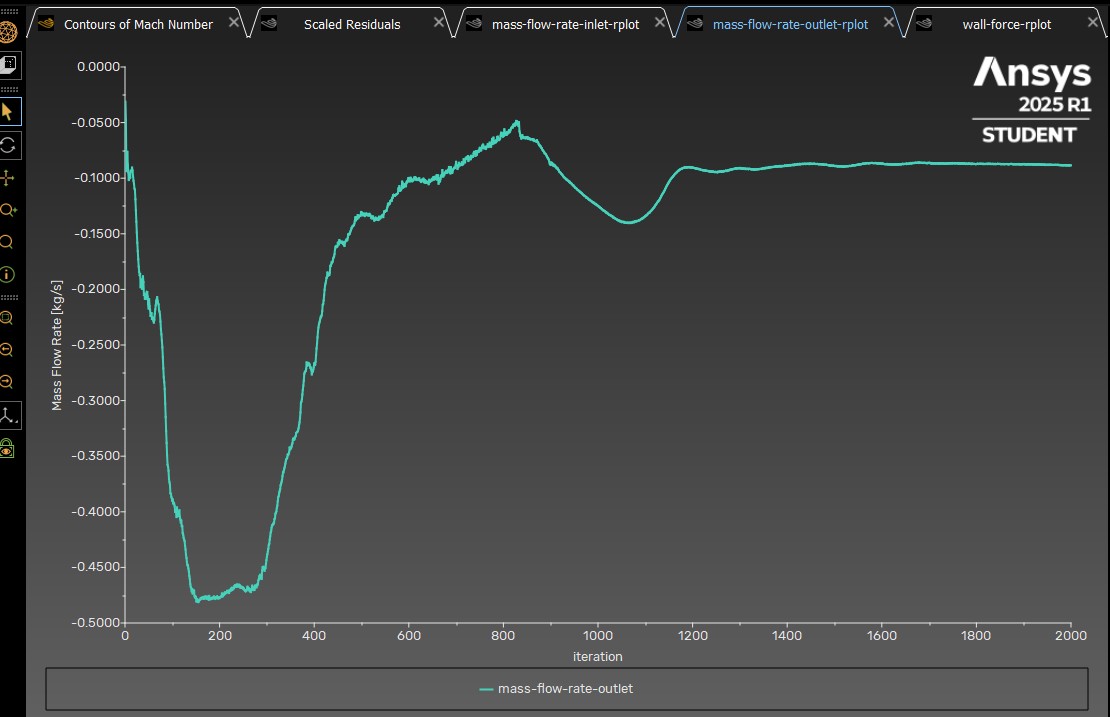 Contours of Mach Number
Scaled Residuals
mass-flow-rate-inlet-rplot
mass-flow-rate-outlet-rplot
wall-force-rplot
Ansys
2025 R1
STUDENT
0.0000
-0.0500
-0.1000
-0.1500
-0.2000
-0.2500
-0.3000
-0.3500
-0.4000
-0.4500
-0.5000
Mass Flow Rate [kg/s]
0 200 400 600 800 1000 1200 1400 1600 1800 2000
iteration
mass-flow-rate-outlet